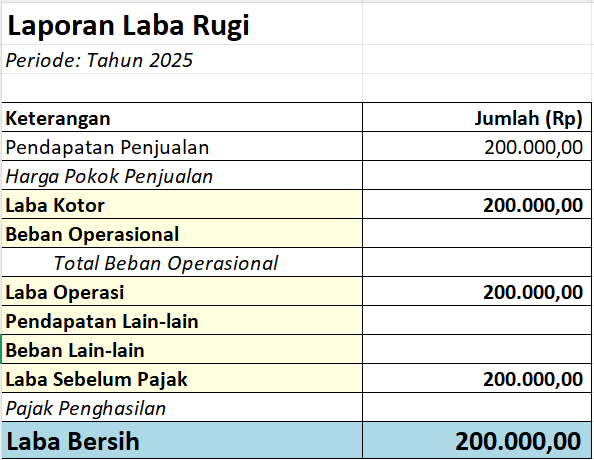 Laporan Laba Rugi
Periode: Tahun 2025
Keterangan Jumlah (Rp)
Pendapatan Penjualan 200.000,00
Harga Pokok Penjualan
Laba Kotor 200.000,00
Beban Operasional
Total Beban Operasional
Laba Operasi 200.000,00
Pendapatan Lain-lain
Beban Lain-lain
Laba Sebelum Pajak 200.000,00
Pajak Penghasilan
Laba Bersih 200.000,00